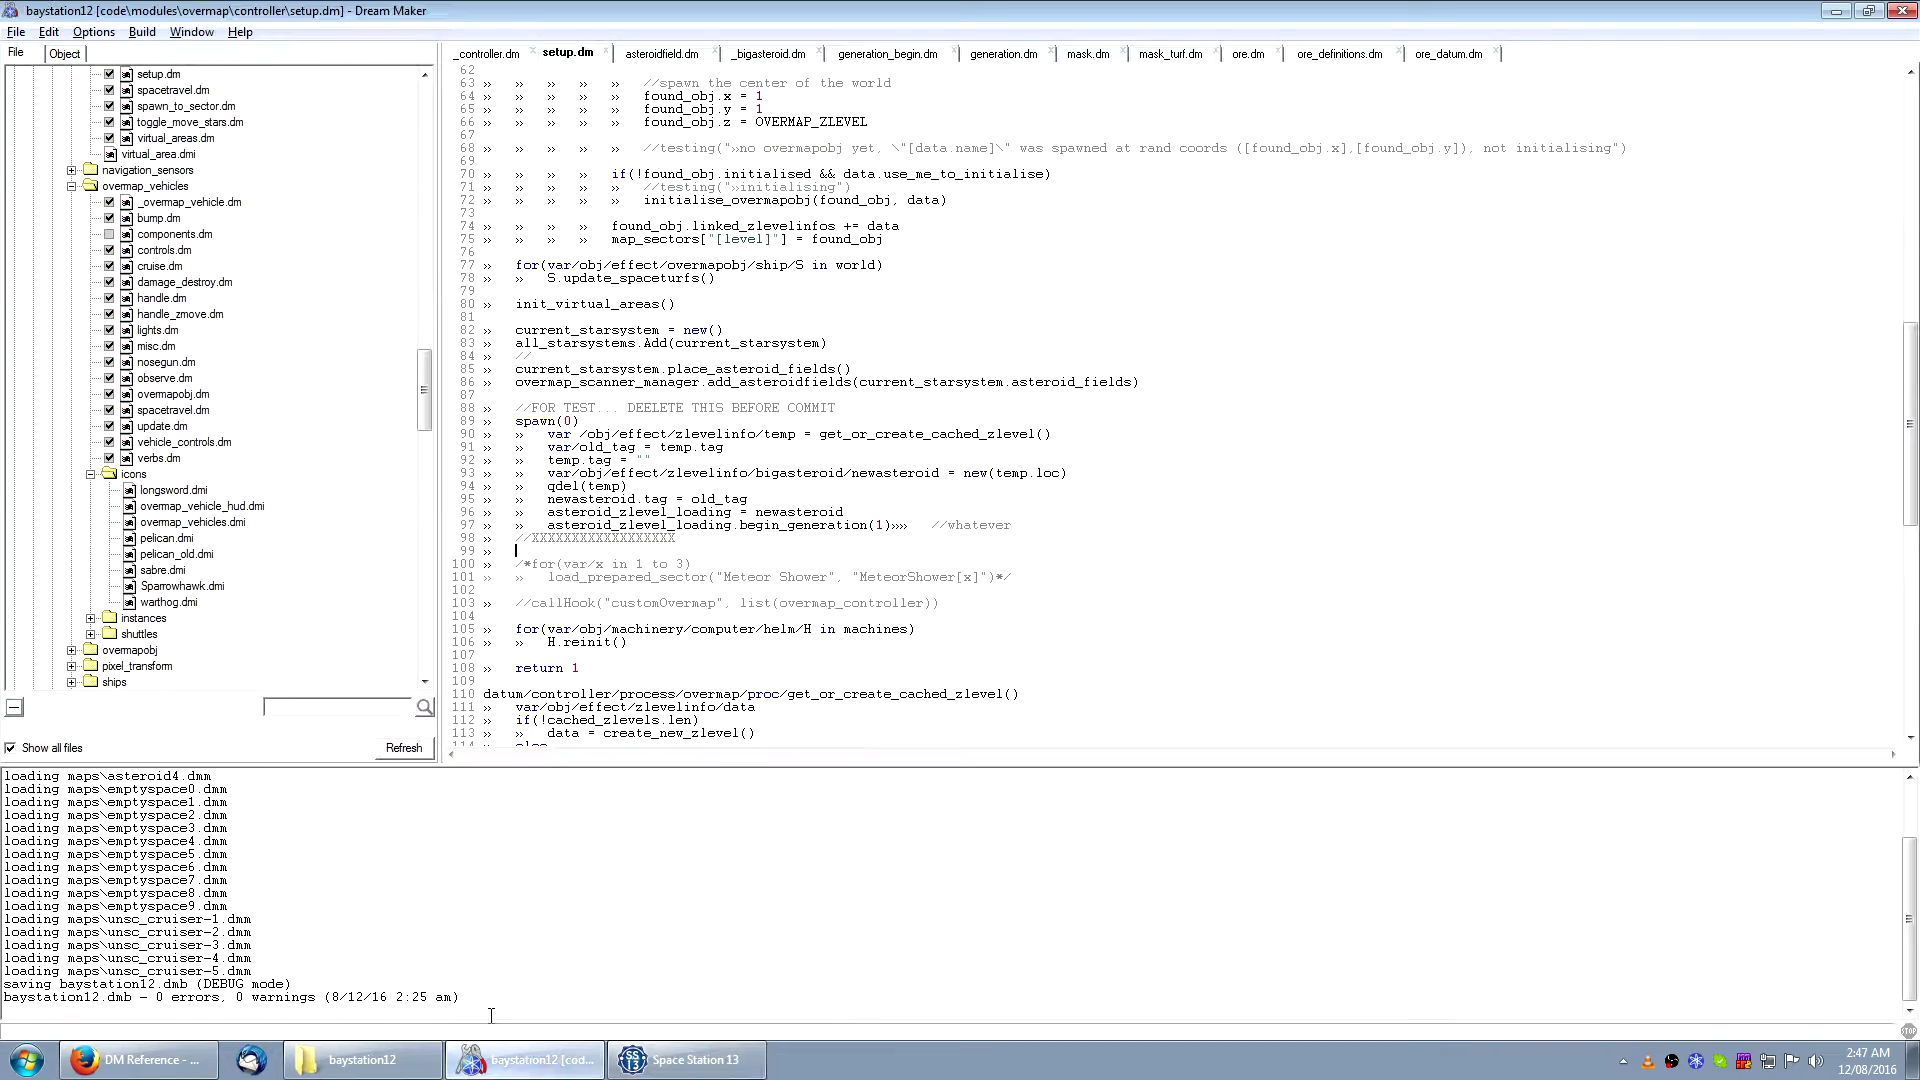 baystation12 [code\modules\overmap\controller\setup.dm] - Dream Maker
File Edit Options Build Window Help
File Object
setup.dm
spacetravel.dm
spawn_to_sector.dm
toggle_move_stars.dm
virtual_areas.dm
virtual_area.dmi
navigation_sensors
overmap_vehicles
_overmap_vehicle.dm
bump.dm
components.dm
controls.dm
cruise.dm
damage_destroy.dm
handle.dm
handle_zmove.dm
lights.dm
misc.dm
nosegun.dm
observe.dm
overmapobj.dm
spacetravel.dm
update.dm
vehicle_controls.dm
verbs.dm
icons
longsword.dmi
overmap_vehicle_hud.dmi
overmap_vehicles.dmi
pelican.dmi
pelican_old.dmi
sabre.dmi
Sparrowhawk.dmi
warthog.dmi
instances
shuttles
overmapobj
pixel_transform
ships
Show all files Refresh
_controller.dm setup.dm asteroidfield.dm _bigasteroid.dm generation_begin.dm generation.dm mask.dm mask_turf.dm ore.dm ore_definitions.dm ore_datum.dm
62
63 » » » » » //spawn the center of the world
64 » » » » » found_obj.x = 1
65 » » » » » found_obj.y = 1
66 » » » » » found_obj.z = OVERMAP_ZLEVEL
67
68 » » » » » //testing("»no overmapobj yet, \"[data.name]\" was spawned at rand coords ([found_obj.x],[found_obj.y]), not initialising")
69
70 » » » » if(!found_obj.initialised && data.use_me_to_initialise)
71 » » » » » //testing("»initialising")
72 » » » » » initialise_overmapobj(found_obj, data)
73
74 » » » » found_obj.linked_zlevelinfos += data
75 » » » » map_sectors["[level]"] = found_obj
76
77 » for(var/obj/effect/overmapobj/ship/S in world)
78 » » S.update_spaceturfs()
79
80 » init_virtual_areas()
81
82 » current_starsystem = new()
83 » all_starsystems.Add(current_starsystem)
84 » //
85 » current_starsystem.place_asteroid_fields()
86 » overmap_scanner_manager.add_asteroidfields(current_starsystem.asteroid_fields)
87
88 » //FOR TEST... DEELETE THIS BEFORE COMMIT
89 » spawn(0)
90 » » var /obj/effect/zlevelinfo/temp = get_or_create_cached_zlevel()
91 » » var/old_tag = temp.tag
92 » » temp.tag = ""
93 » » var/obj/effect/zlevelinfo/bigasteroid/newasteroid = new(temp.loc)
94 » » qdel(temp)
95 » » newasteroid.tag = old_tag
96 » » asteroid_zlevel_loading = newasteroid
97 » » asteroid_zlevel_loading.begin_generation(1)»»» //whatever
98 » //XXXXXXXXXXXXXXXXXX
99 »
100 » /*for(var/x in 1 to 3)
101 » » load_prepared_sector("Meteor Shower", "MeteorShower[x]")*/
102
103 » //callHook("customOvermap", list(overmap_controller))
104
105 » for(var/obj/machinery/computer/helm/H in machines)
106 » » H.reinit()
107
108 » return 1
109
110 datum/controller/process/overmap/proc/get_or_create_cached_zlevel()
111 » var/obj/effect/zlevelinfo/data
112 » if(!cached_zlevels.len)
113 » » data = create_new_zlevel()
114 » else
loading maps\asteroid4.dmm
loading maps\emptyspace0.dmm
loading maps\emptyspace1.dmm
loading maps\emptyspace2.dmm
loading maps\emptyspace3.dmm
loading maps\emptyspace4.dmm
loading maps\emptyspace5.dmm
loading maps\emptyspace6.dmm
loading maps\emptyspace7.dmm
loading maps\emptyspace8.dmm
loading maps\emptyspace9.dmm
loading maps\unsc_cruiser-1.dmm
loading maps\unsc_cruiser-2.dmm
loading maps\unsc_cruiser-3.dmm
loading maps\unsc_cruiser-4.dmm
loading maps\unsc_cruiser-5.dmm
saving baystation12.dmb (DEBUG mode)
baystation12.dmb - 0 errors, 0 warnings (8/12/16 2:25 am)
STOP
DM Reference - ... baystation12 baystation12 [cod... SS 13 Space Station 13
2:47 AM
12/08/2016